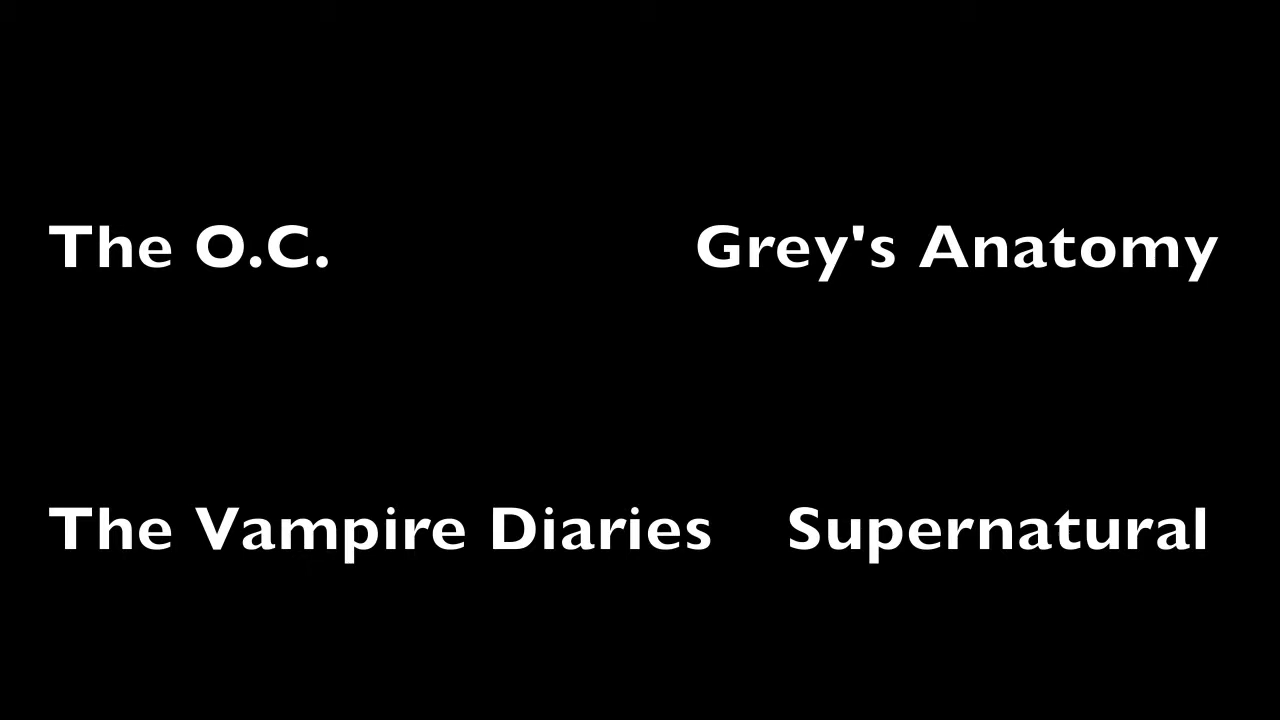 The O.C.
Grey's Anatomy
The Vampire Diaries
Supernatural